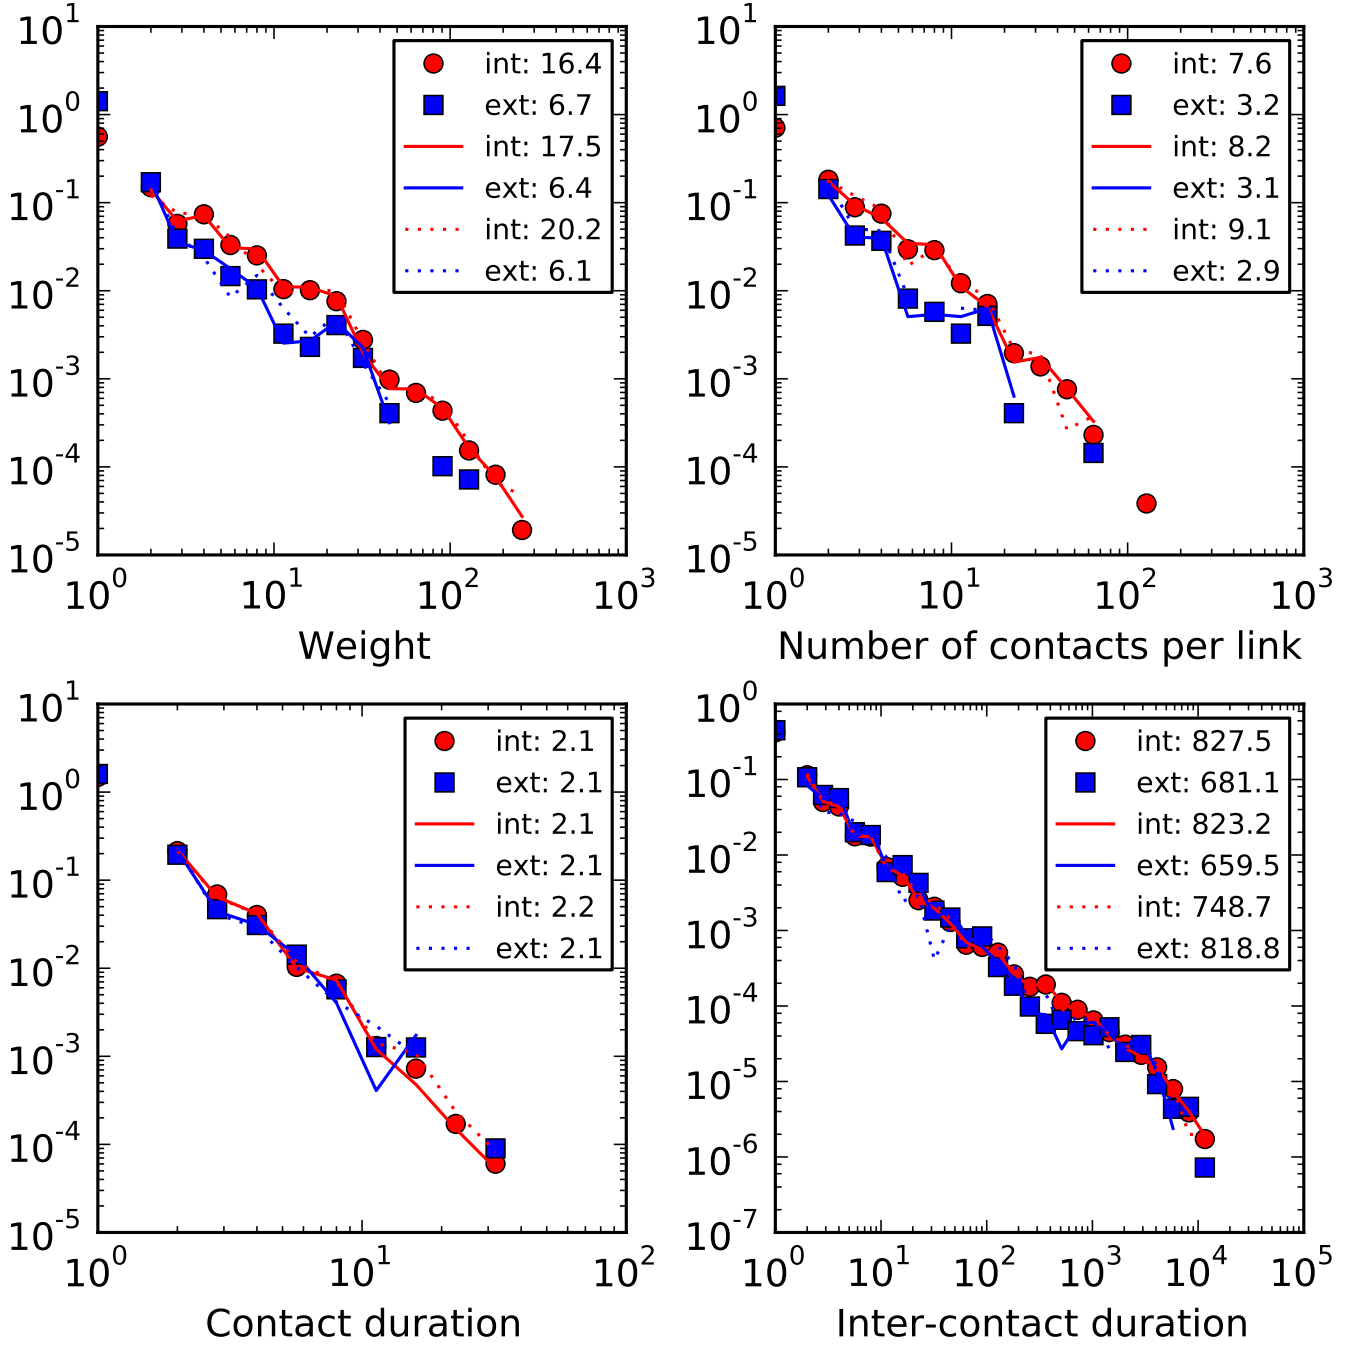 10^1
10^0
10^-1
10^-2
10^-3
10^-4
10^-5
10^0 10^1 10^2 10^3
Weight
int: 16.4
ext: 6.7
int: 17.5
ext: 6.4
int: 20.2
ext: 6.1
10^1
10^0
10^-1
10^-2
10^-3
10^-4
10^-5
10^0 10^1 10^2 10^3
Number of contacts per link
int: 7.6
ext: 3.2
int: 8.2
ext: 3.1
int: 9.1
ext: 2.9
10^1
10^0
10^-1
10^-2
10^-3
10^-4
10^-5
10^0 10^1 10^2
Contact duration
int: 2.1
ext: 2.1
int: 2.1
ext: 2.1
int: 2.2
ext: 2.1
10^0
10^-1
10^-2
10^-3
10^-4
10^-5
10^-6
10^-7
10^0 10^1 10^2 10^3 10^4 10^5
Inter-contact duration
int: 827.5
ext: 681.1
int: 823.2
ext: 659.5
int: 748.7
ext: 818.8